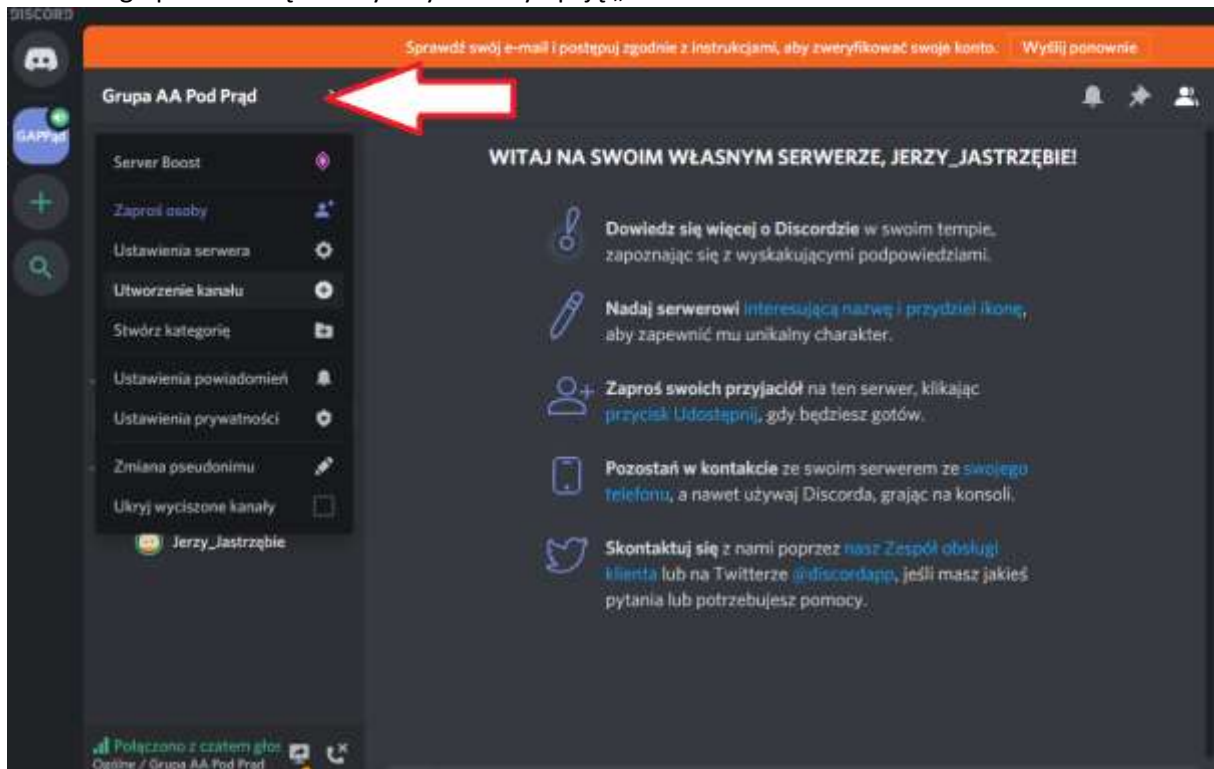 DISCORD
Sprawdź swój e-mail i postępuj zgodnie z instrukcjami, aby zweryfikować swoje konto. Wyślij ponownie
Grupa AA Pod Prąd
GAPPąd
Server Boost
Zaproś osoby
Ustawienia serwera
Utworzenie kanału
Stwórz kategorię
Ustawienia powiadomień
Ustawienia prywatności
Zmiana pseudonimu
Ukryj wyciszone kanały
Jerzy_Jastrzębie
Połączono z czatem głos
Ogólne / Grupa AA Pod Prąd
WITAJ NA SWOIM WŁASNYM SERWERZE, JERZY_JASTRZĘBIE!
Dowiedz się więcej o Discordzie w swoim tempie,
zapoznając się z wyskakującymi podpowiedziami.
Nadaj serwerowi interesującą nazwę i przydziel ikonę,
aby zapewnić mu unikalny charakter.
Zaproś swoich przyjaciół na ten serwer, klikając
przycisk Udostępnij, gdy będziesz gotów.
Pozostań w kontakcie ze swoim serwerem ze swojego
telefonu, a nawet używaj Discorda, grając na konsoli.
Skontaktuj się z nami poprzez nasz Zespół obsługi
klienta lub na Twitterze @discordapp, jeśli masz jakieś
pytania lub potrzebujesz pomocy.